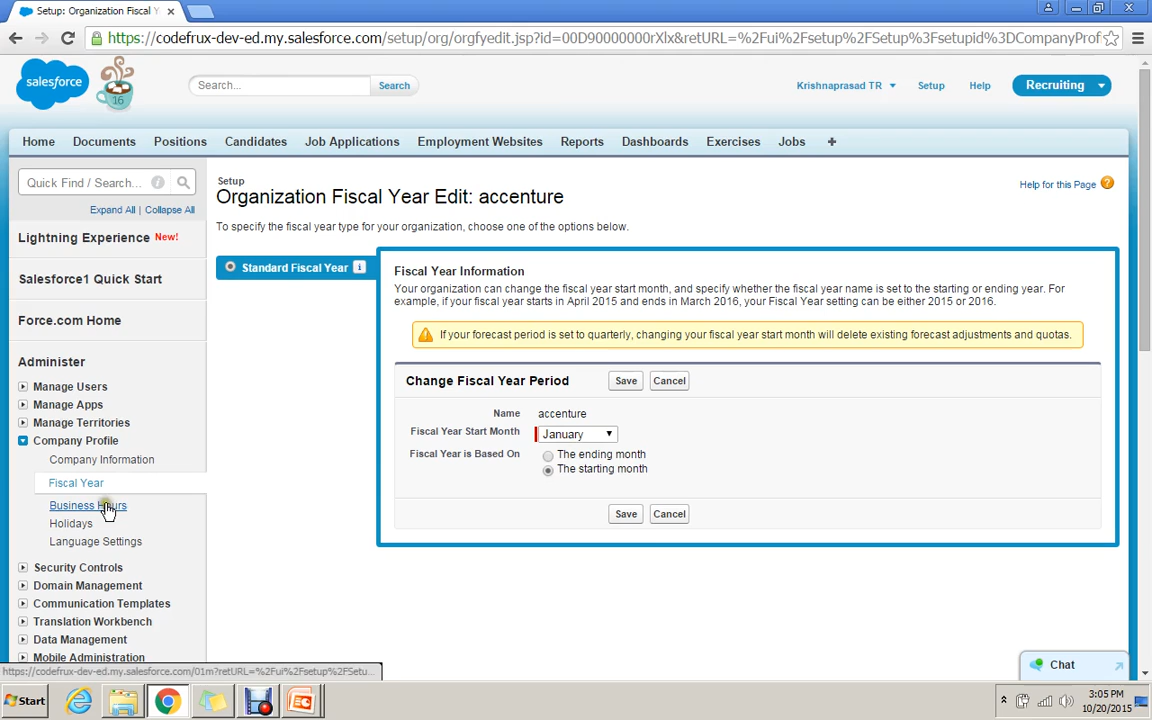 Setup: Organization Fiscal Y
https://codefrux-dev-ed.my.salesforce.com/setup/org/orgfyedit.jsp?id=00D90000000rXlx&retURL=%2Fui%2Fsetup%2FSetup%3Fsetupid%3DCompanyProf
salesforce
16
Search...
Search
Krishnaprasad TR
Setup
Help
Recruiting
Home
Documents
Positions
Candidates
Job Applications
Employment Websites
Reports
Dashboards
Exercises
Jobs
+
Quick Find / Search...
Expand All | Collapse All
Lightning Experience New!
Salesforce1 Quick Start
Force.com Home
Administer
Manage Users
Manage Apps
Manage Territories
Company Profile
Company Information
Fiscal Year
Business Hours
Holidays
Language Settings
Security Controls
Domain Management
Communication Templates
Translation Workbench
Data Management
Mobile Administration
Setup
Organization Fiscal Year Edit: accenture
Help for this Page ?
To specify the fiscal year type for your organization, choose one of the options below.
Standard Fiscal Year i
Fiscal Year Information
Your organization can change the fiscal year start month, and specify whether the fiscal year name is set to the starting or ending year. For
example, if your fiscal year starts in April 2015 and ends in March 2016, your Fiscal Year setting can be either 2015 or 2016.
If your forecast period is set to quarterly, changing your fiscal year start month will delete existing forecast adjustments and quotas.
Change Fiscal Year Period
Save
Cancel
Name accenture
Fiscal Year Start Month January
Fiscal Year is Based On The ending month
The starting month
Save
Cancel
Chat
https://codefrux-dev-ed.my.salesforce.com/01m?retURL=%2Fui%2Fsetup%2FSetu...
Start
3:05 PM
10/20/2015